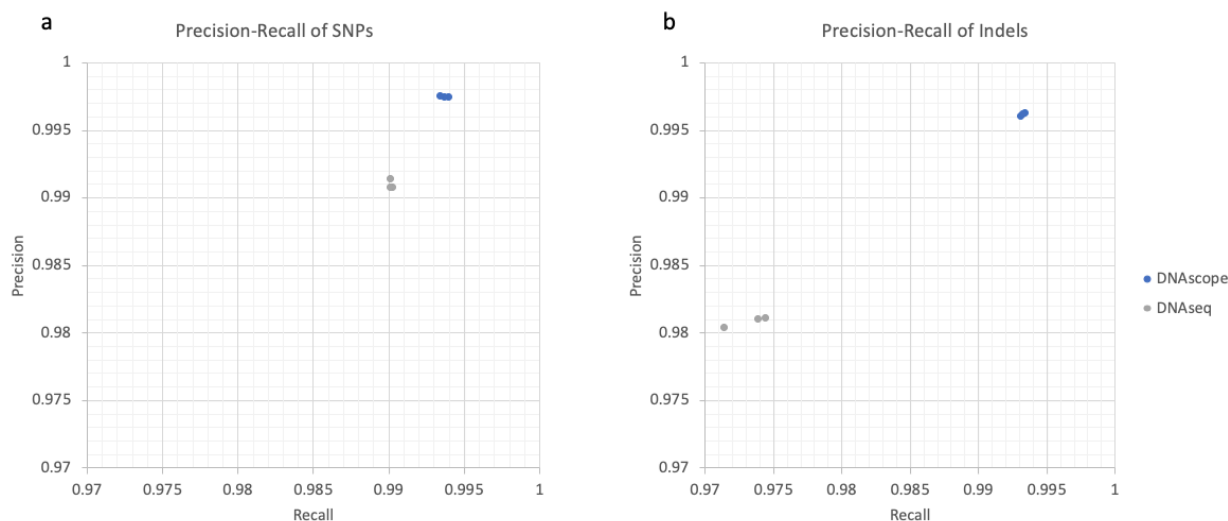 a
Precision-Recall of SNPs
1
0.995
0.99
0.985
0.98
0.975
0.97
Precision
0.97 0.975 0.98 0.985 0.99 0.995 1
Recall
b
Precision-Recall of Indels
1
0.995
0.99
0.985
0.98
0.975
0.97
Precision
0.97 0.975 0.98 0.985 0.99 0.995 1
Recall
DNAscope
DNAseq